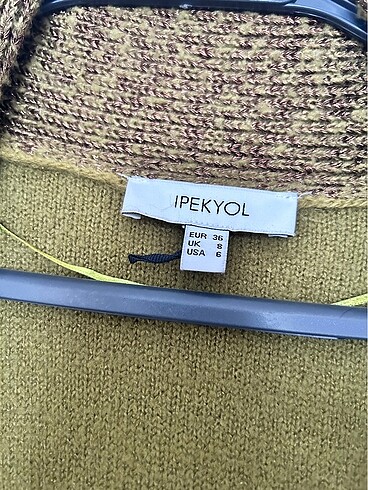 IPEKYOL
EUR 36
UK 8
USA 6